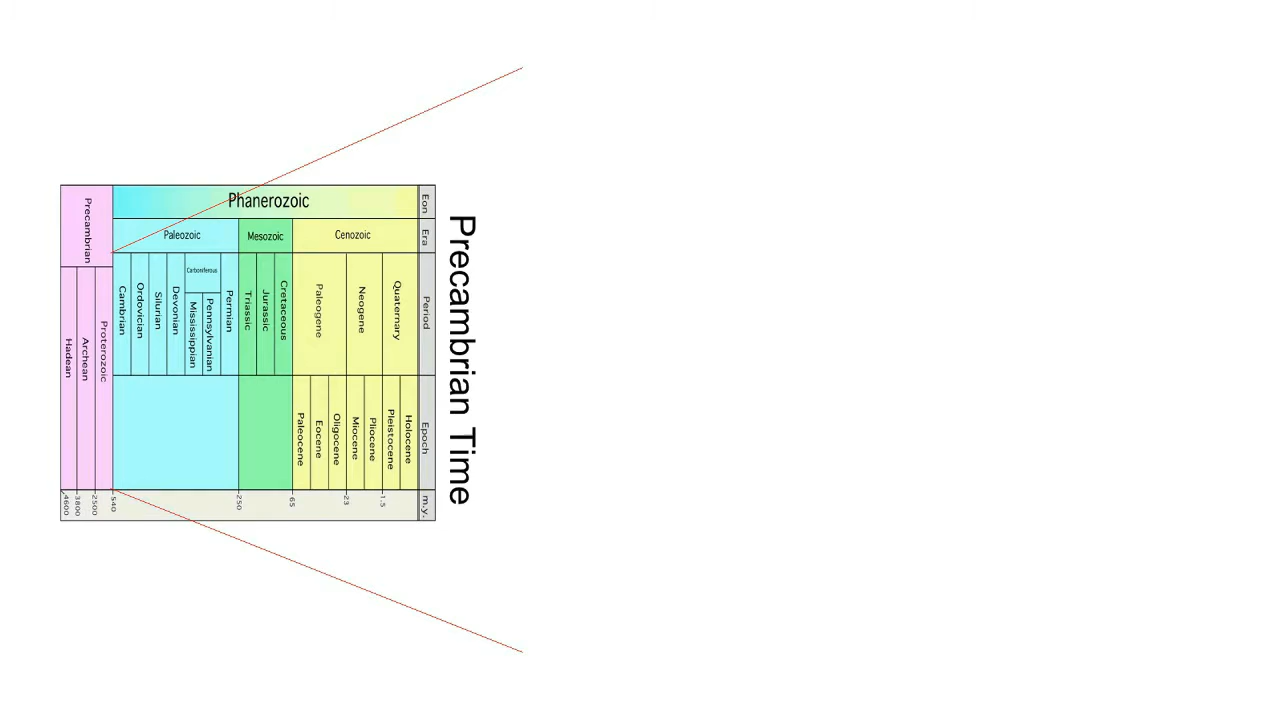 Precambrian Time
Eon
Era
Period
Epoch
m.y.
Phanerozoic
Precambrian
Cenozoic
Mesozoic
Paleozoic
Quaternary
Neogene
Paleogene
Cretaceous
Jurassic
Triassic
Permian
Carboniferous
Pennsylvanian
Mississippian
Devonian
Silurian
Ordovician
Cambrian
Proterozoic
Archean
Hadean
Holocene
Pleistocene
Pliocene
Miocene
Oligocene
Eocene
Paleocene
1.5
23
65
250
540
2500
3800
4600